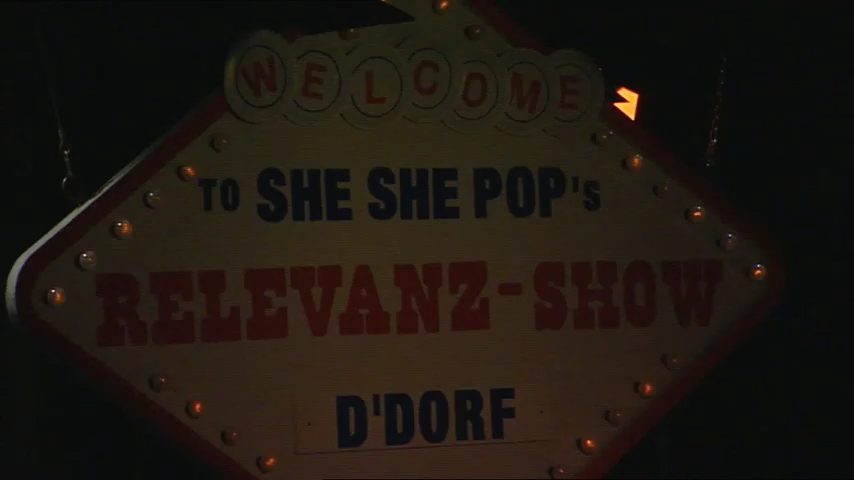 WELCOME
TO SHE SHE POP's
RELEVANZ-SHOW
D'DORF